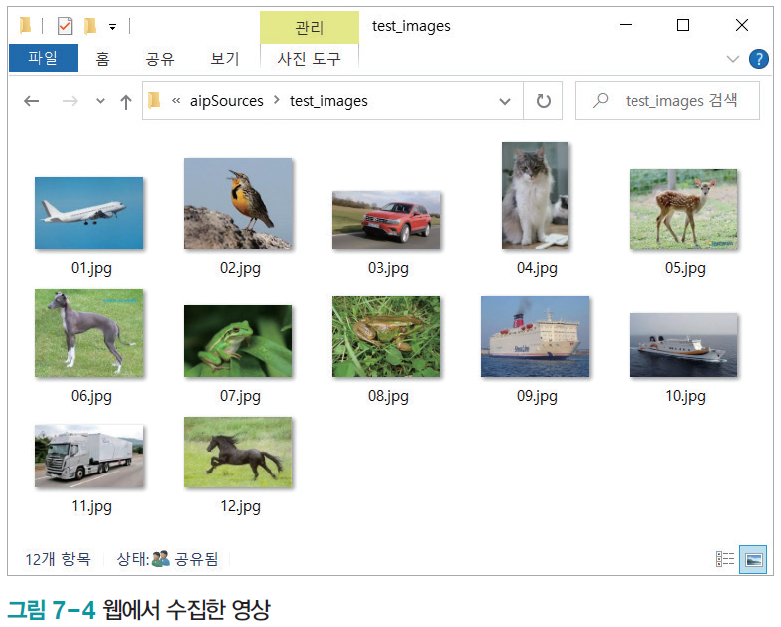 관리
test_images
파일 홈 공유 보기 사진 도구
?
« aipSources > test_images
test_images 검색
01.jpg 02.jpg 03.jpg 04.jpg 05.jpg
06.jpg 07.jpg 08.jpg 09.jpg 10.jpg
11.jpg 12.jpg
12개 항목 상태: 공유됨
그림 7-4 웹에서 수집한 영상